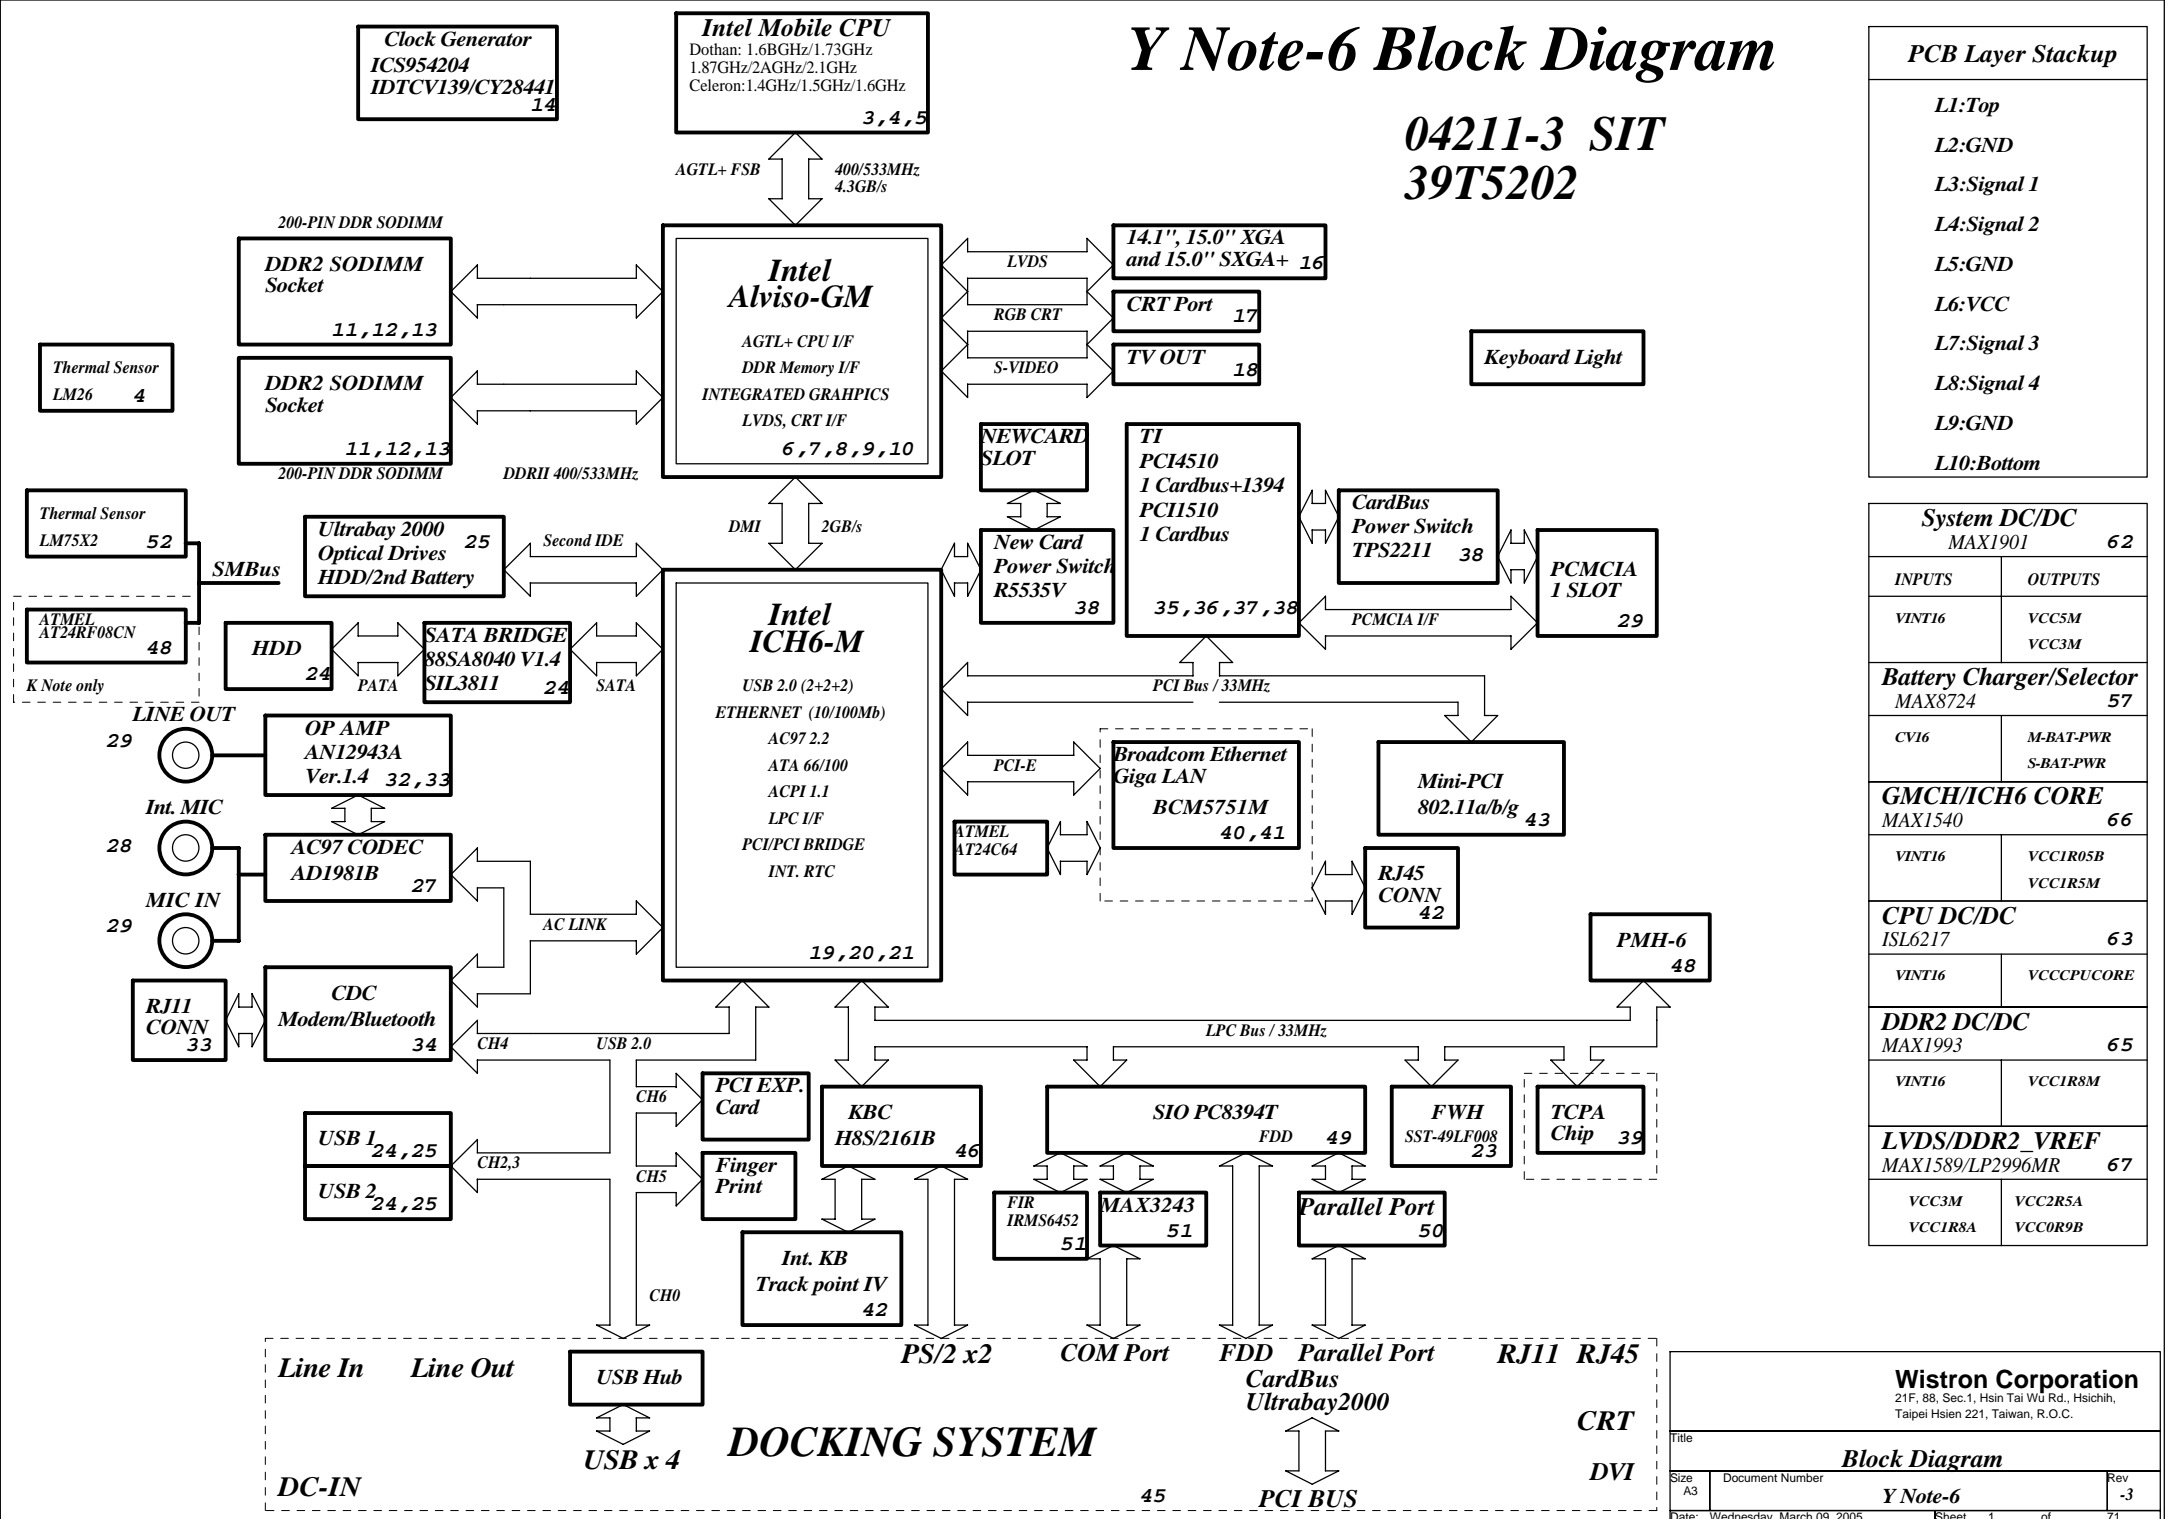 Y Note-6 Block Diagram
04211-3 SIT
39T5202
Clock Generator
ICS954204
IDTCV139/CY28441
14
Intel Mobile CPU
Dothan: 1.6BGHz/1.73GHz
1.87GHz/2AGHz/2.1GHz
Celeron:1.4GHz/1.5GHz/1.6GHz
3,4,5
AGTL+ FSB
400/533MHz
4.3GB/s
200-PIN DDR SODIMM
DDR2 SODIMM
Socket
11,12,13
DDR2 SODIMM
Socket
11,12,13
200-PIN DDR SODIMM
DDRII 400/533MHz
Intel
Alviso-GM
AGTL+ CPU I/F
DDR Memory I/F
INTEGRATED GRAHPICS
LVDS, CRT I/F
6,7,8,9,10
LVDS
RGB CRT
S-VIDEO
14.1", 15.0" XGA
and 15.0" SXGA+ 16
CRT Port 17
TV OUT
18
Keyboard Light
Thermal Sensor
LM26 4
Thermal Sensor
LM75X2 52
SMBus
ATMEL
AT24RF08CN
48
K Note only
Ultrabay 2000
Optical Drives
HDD/2nd Battery
25
Second IDE
DMI
2GB/s
HDD
24
PATA
SATA BRIDGE
88SA8040 V1.4
SIL3811 24
SATA
Intel
ICH6-M
USB 2.0 (2+2+2)
ETHERNET (10/100Mb)
AC97 2.2
ATA 66/100
ACPI 1.1
LPC I/F
PCI/PCI BRIDGE
INT. RTC
19,20,21
NEWCARD
SLOT
New Card
Power Switch
R5535V
38
TI
PCI4510
1 Cardbus+1394
PCI1510
1 Cardbus
35,36,37,38
CardBus
Power Switch
TPS2211 38
PCMCIA
1 SLOT
29
PCMCIA I/F
PCI Bus / 33MHz
PCI-E
Broadcom Ethernet
Giga LAN
BCM5751M
40,41
Mini-PCI
802.11a/b/g 43
ATMEL
AT24C64
RJ45
CONN
42
LINE OUT
29
OP AMP
AN12943A
Ver.1.4 32,33
Int. MIC
28
AC97 CODEC
AD1981B
27
MIC IN
29
AC LINK
RJ11
CONN
33
CDC
Modem/Bluetooth
34
CH4
USB 2.0
PMH-6
48
LPC Bus / 33MHz
CH6
PCI EXP.
Card
USB 1
24,25
USB 2
24,25
CH2,3
CH5
Finger
Print
KBC
H8S/2161B
46
SIO PC8394T
FDD 49
FWH
SST-49LF008
23
TCPA
Chip 39
FIR
IRMS6452
51
MAX3243
51
Parallel Port
50
Int. KB
Track point IV
42
CH0
Line In
Line Out
USB Hub
USB x 4
PS/2 x2
COM Port
FDD
Parallel Port
RJ11 RJ45
CardBus
Ultrabay2000
CRT
DOCKING SYSTEM
DVI
DC-IN
45
PCI BUS
PCB Layer Stackup
L1:Top
L2:GND
L3:Signal 1
L4:Signal 2
L5:GND
L6:VCC
L7:Signal 3
L8:Signal 4
L9:GND
L10:Bottom
System DC/DC
MAX1901 62
INPUTS OUTPUTS
VINT16 VCC5M
VCC3M
Battery Charger/Selector
MAX8724 57
CV16 M-BAT-PWR
S-BAT-PWR
GMCH/ICH6 CORE
MAX1540 66
VINT16 VCC1R05B
VCC1R5M
CPU DC/DC
ISL6217 63
VINT16 VCCCPUCORE
DDR2 DC/DC
MAX1993 65
VINT16 VCC1R8M
LVDS/DDR2_VREF
MAX1589/LP2996MR 67
VCC3M VCC2R5A
VCC1R8A VCC0R9B
Wistron Corporation
21F, 88, Sec.1, Hsin Tai Wu Rd., Hsichih,
Taipei Hsien 221, Taiwan, R.O.C.
Title
Block Diagram
Size Document Number Rev
A3 Y Note-6 -3
Date: Wednesday, March 09, 2005 Sheet 1 of 71